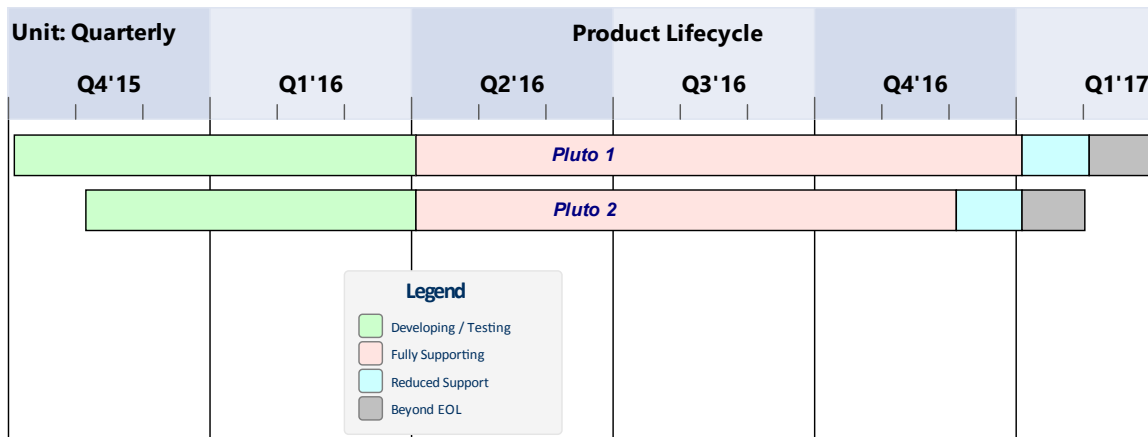 Unit: Quarterly
Product Lifecycle
Q4'15 Q1'16 Q2'16 Q3'16 Q4'16 Q1'17
Pluto 1
Pluto 2
Legend
Developing / Testing
Fully Supporting
Reduced Support
Beyond EOL